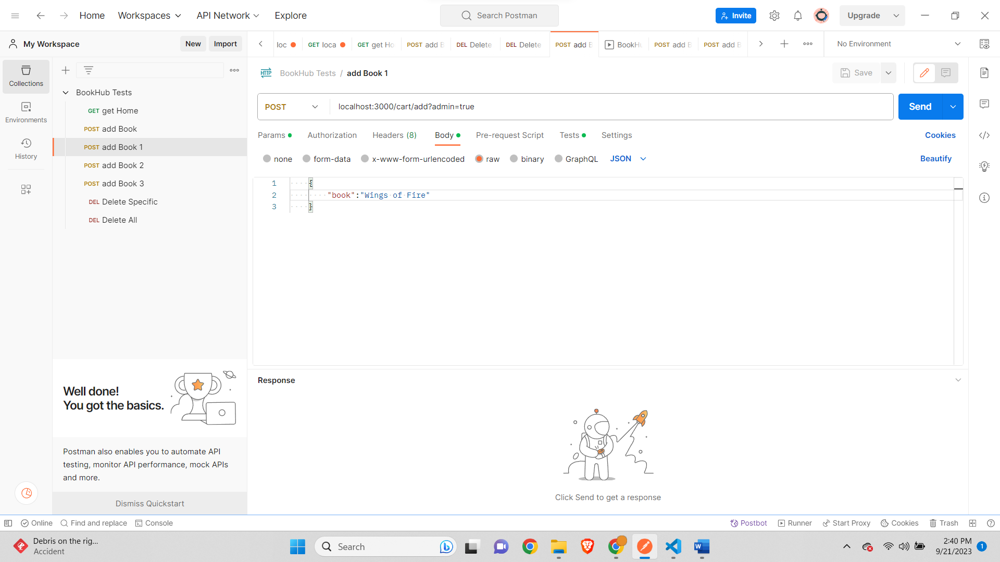 Home Workspaces API Network Explore Search Postman Invite Upgrade
My Workspace New Import
loc GET loca GET get Ho POST add B DEL Delete DEL Delete POST add B BookHu POST add B POST add B No Environment
Collections
Environments
History
BookHub Tests
GET get Home
POST add Book
POST add Book 1
POST add Book 2
POST add Book 3
DEL Delete Specific
DEL Delete All
Well done!
You got the basics.
Postman also enables you to automate API
testing, monitor API performance, mock APIs
and more.
Dismiss Quickstart
HTTP BookHub Tests / add Book 1 Save
POST localhost:3000/cart/add?admin=true Send
Params Authorization Headers (8) Body Pre-request Script Tests Settings Cookies
none form-data x-www-form-urlencoded raw binary GraphQL JSON Beautify
1 {
2 "book":"Wings of Fire"
3 }
Response
Click Send to get a response
Online Find and replace Console Postbot Runner Start Proxy Cookies Trash
Debris on the rig...
Accident
Search
2:40 PM
9/21/2023
1